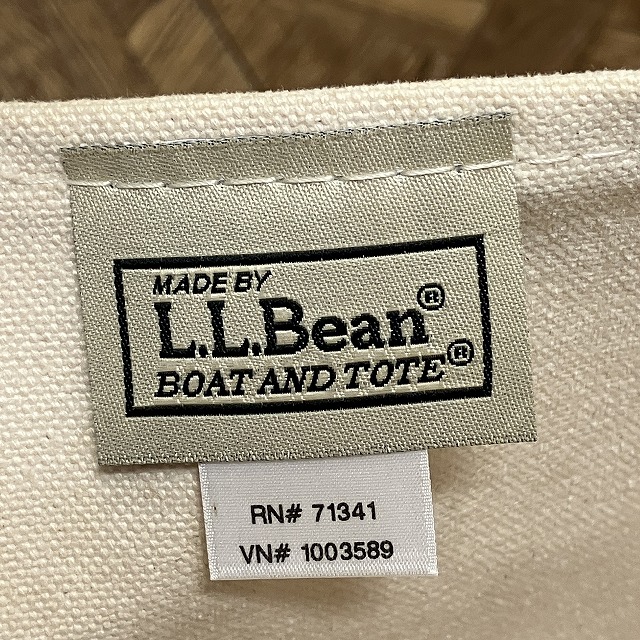 MADE BY
L.L.Bean®
BOAT AND TOTE®
RN# 71341
VN# 1003589